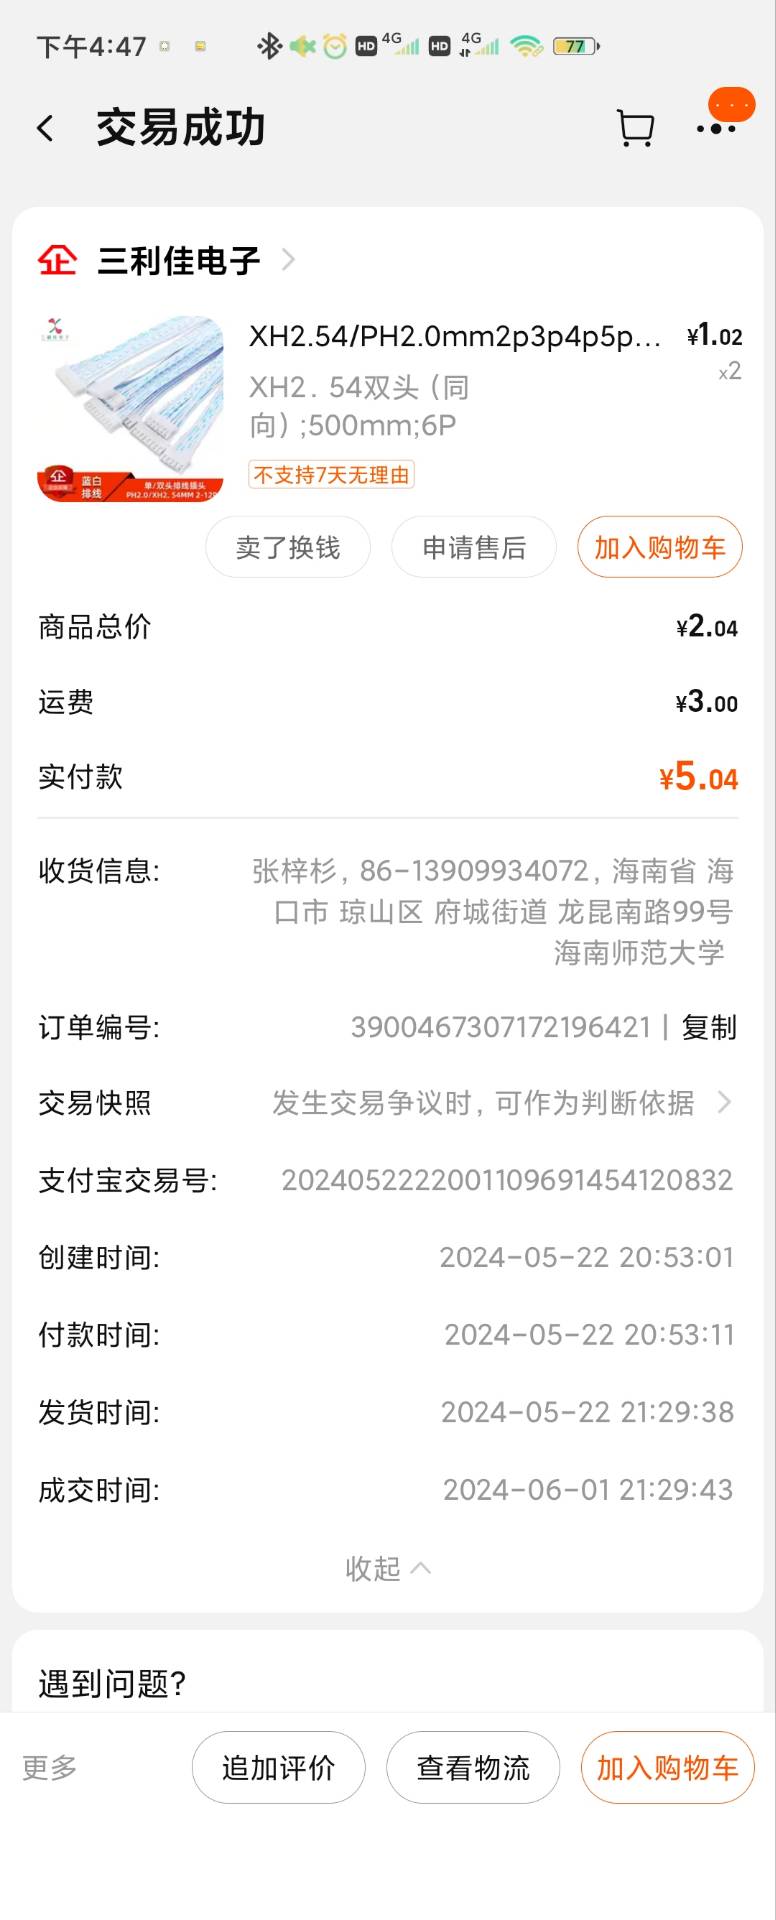 下午4:47
HD 4G HD 4G 77
交易成功
企 三利佳电子
XH2.54/PH2.0mm2p3p4p5p... ¥1.02
XH2.54双头（同 x2
向）;500mm;6P
不支持7天无理由
企 蓝白
排线
单/双头排线插头
PH2.0/XH2.54MM 2-12P
卖了换钱 申请售后 加入购物车
商品总价 ¥2.04
运费 ¥3.00
实付款 ¥5.04
收货信息: 张梓杉, 86-13909934072, 海南省 海
口市 琼山区 府城街道 龙昆南路99号
海南师范大学
订单编号: 3900467307172196421 | 复制
交易快照 发生交易争议时, 可作为判断依据
支付宝交易号: 2024052222001109691454120832
创建时间: 2024-05-22 20:53:01
付款时间: 2024-05-22 20:53:11
发货时间: 2024-05-22 21:29:38
成交时间: 2024-06-01 21:29:43
收起
遇到问题?
更多 追加评价 查看物流 加入购物车